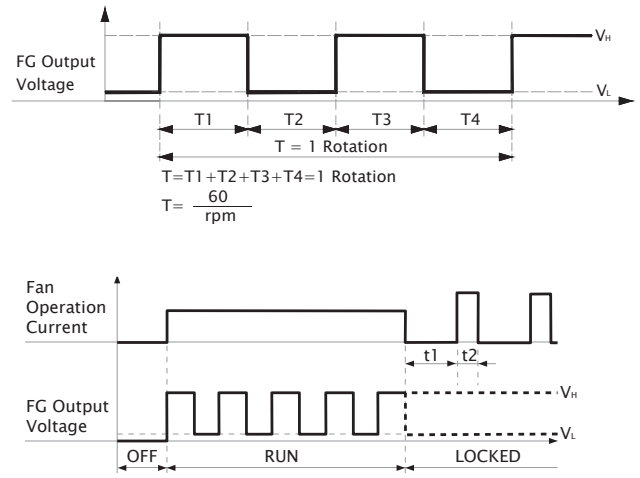 FG Output
Voltage
VH
VL
T1 T2 T3 T4
T = 1 Rotation
T=T1+T2+T3+T4=1 Rotation
T= 60
rpm
Fan
Operation
Current
t1 t2
FG Output
Voltage
VH
VL
OFF RUN LOCKED